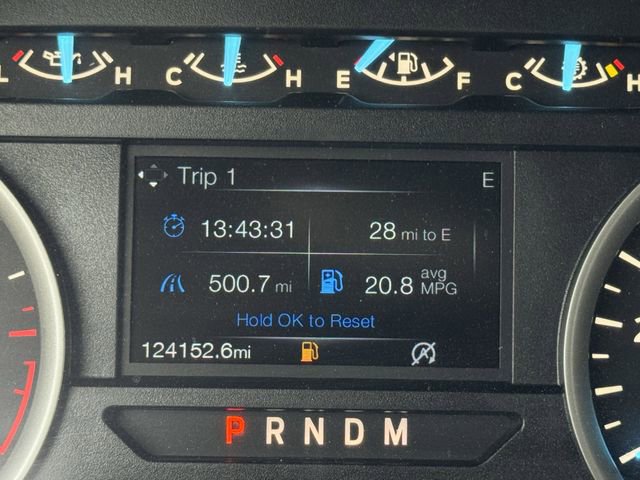 L H C H E F C H
Trip 1 E
13:43:31 28 mi to E
500.7 mi 20.8 avg MPG
Hold OK to Reset
124152.6mi
P R N D M